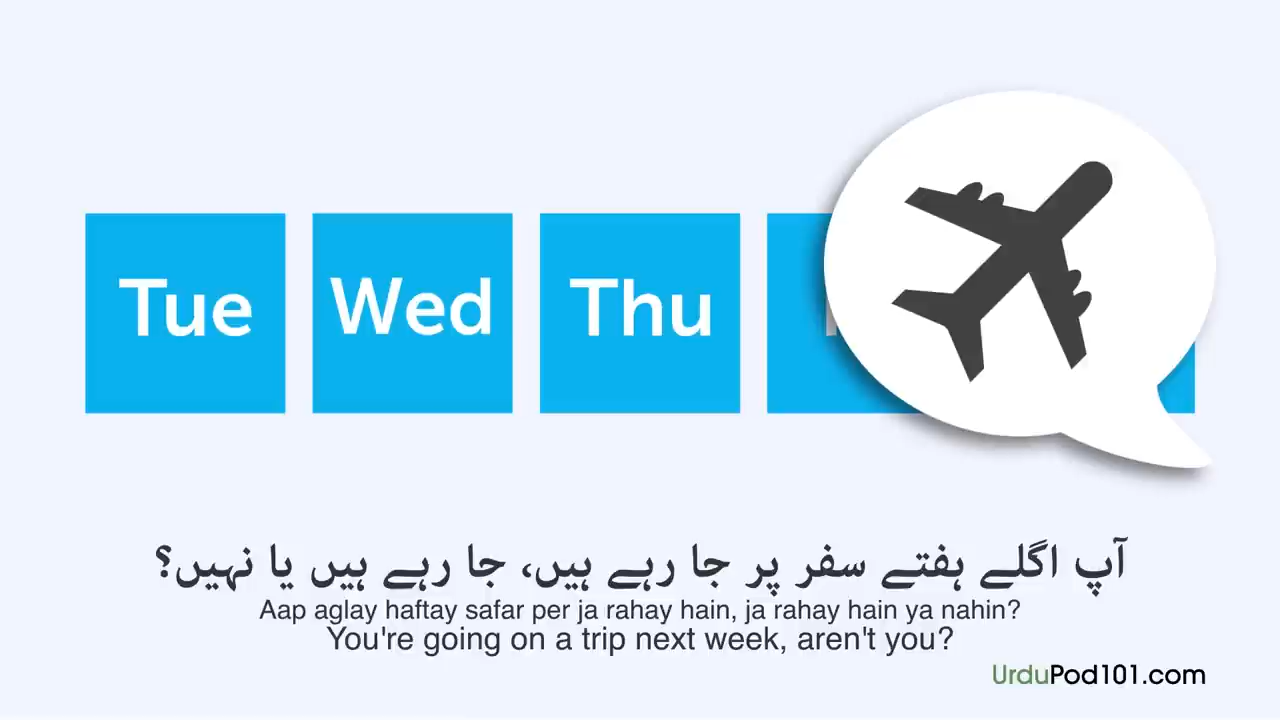 Tue
Wed
Thu
آپ اگلے ہفتے سفر پر جا رہے ہیں، جا رہے ہیں یا نہیں؟
Aap aglay haftay safar per ja rahay hain, ja rahay hain ya nahin?
You're going on a trip next week, aren't you?
UrduPod101.com